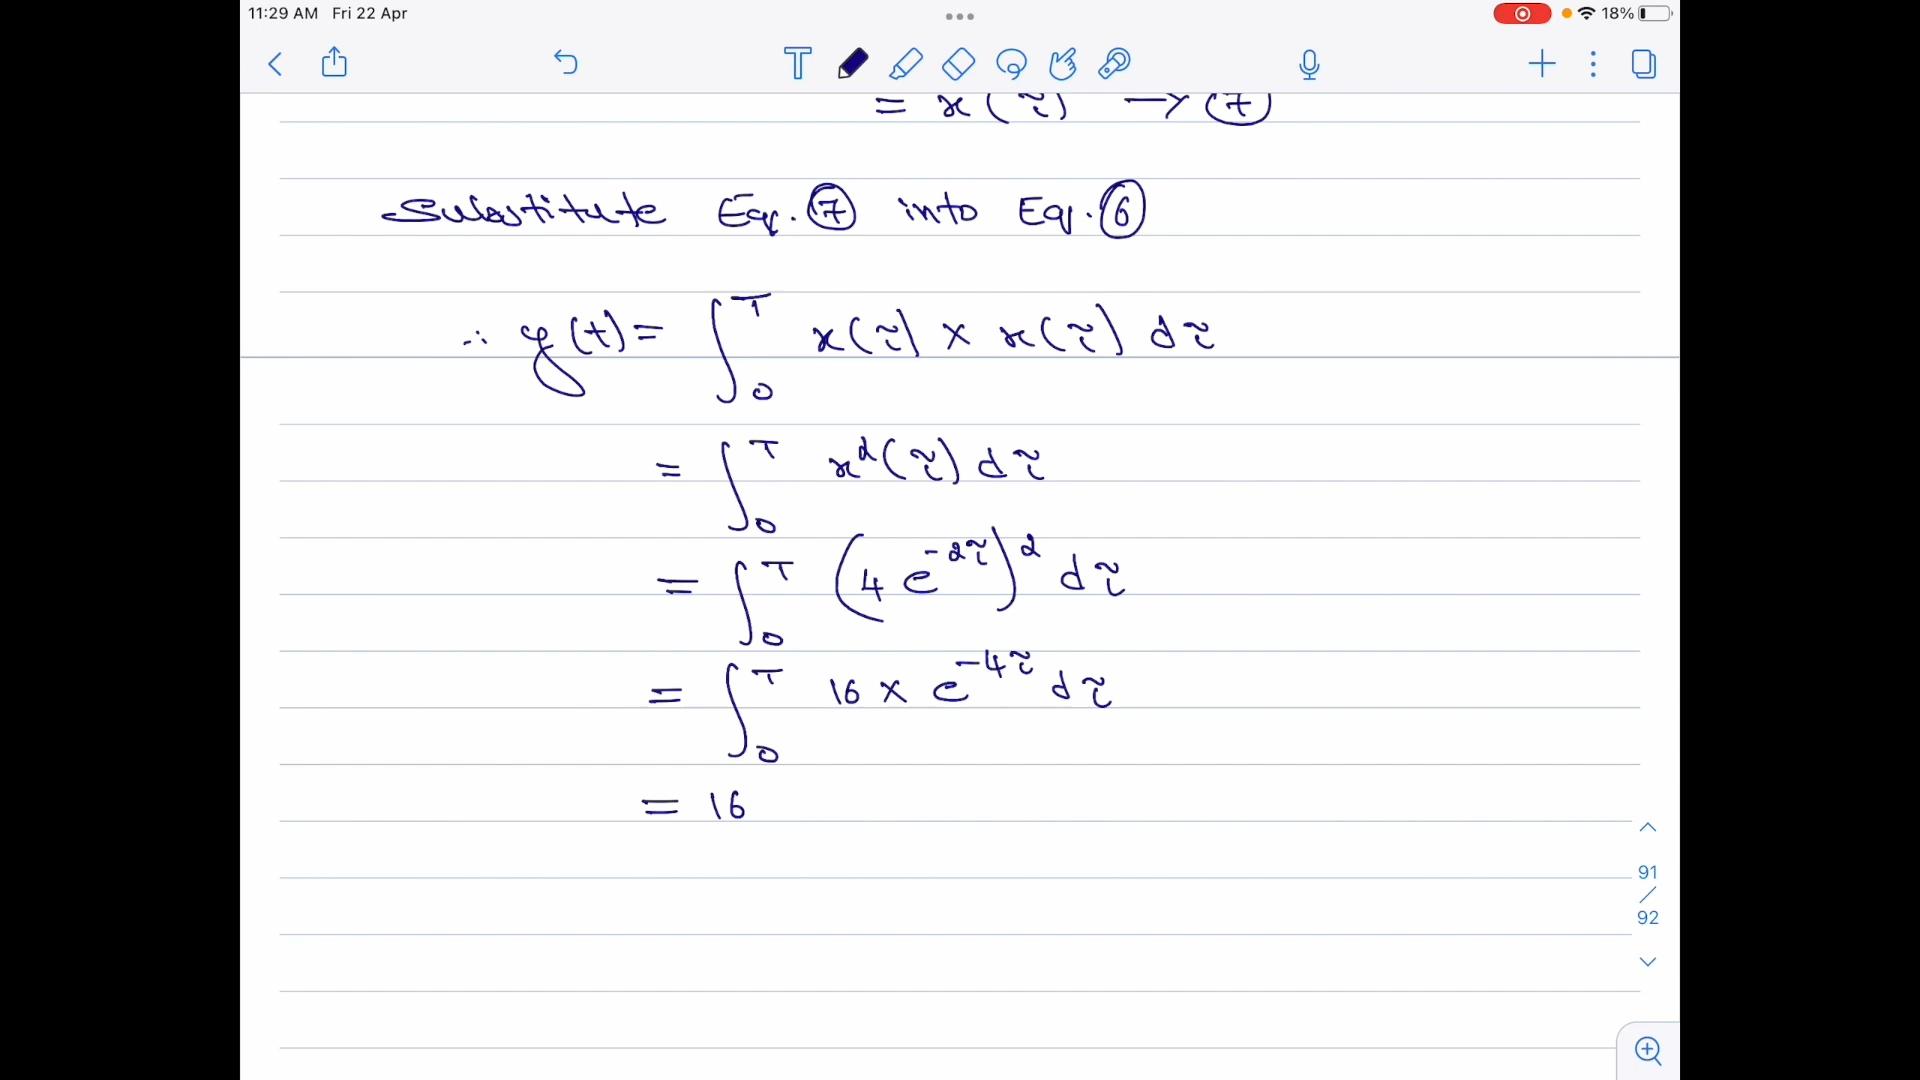 11:29 AM Fri 22 Apr
18%
T
= x(τ) → (7)
Substitute Eq. (7) into Eq. (6)
∴ y(t) = ∫₀ᵀ x(τ) × x(τ) dτ
= ∫₀ᵀ x²(τ) dτ
= ∫₀ᵀ (4 e^{-2τ})² dτ
= ∫₀ᵀ 16 × e^{-4τ} dτ
= 16
91
/
92